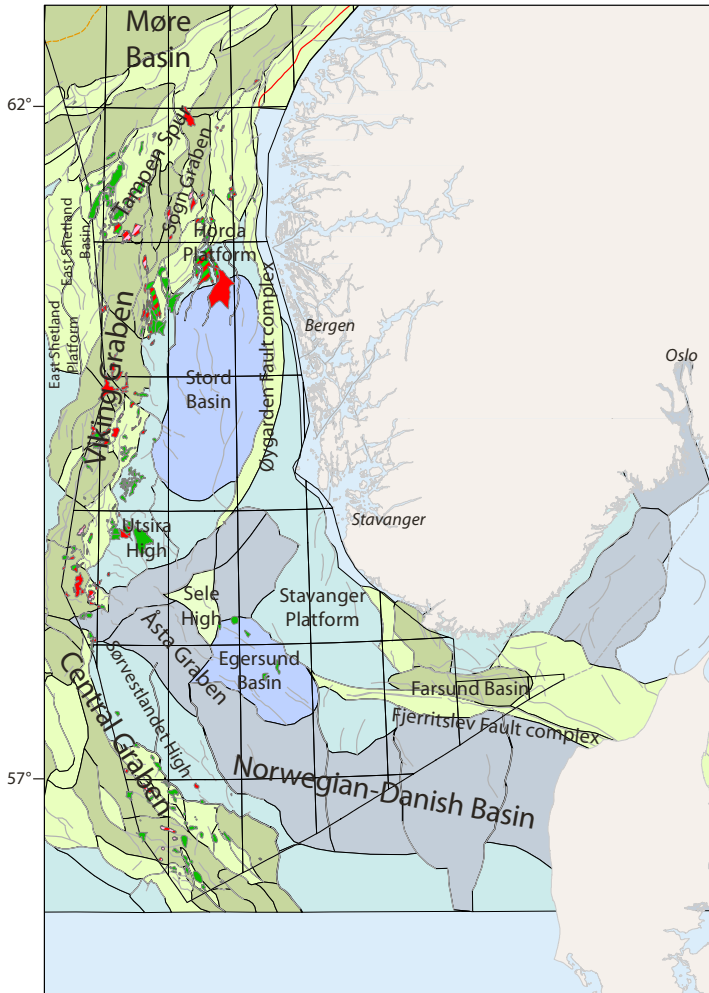 Møre
Basin
62°
Tampen Spur
Sogn Graben
East Shetland
Basin
Horda
Platform
East Shetland
Platform
Viking Graben
Stord
Basin
Øygarden Fault complex
Bergen
Oslo
Utsira
High
Stavanger
Sele
High
Stavanger
Platform
Åsta Graben
Egersund
Basin
Sørvestlandet High
Central Graben
Farsund Basin
Fjerritslev Fault complex
57°
Norwegian-Danish Basin